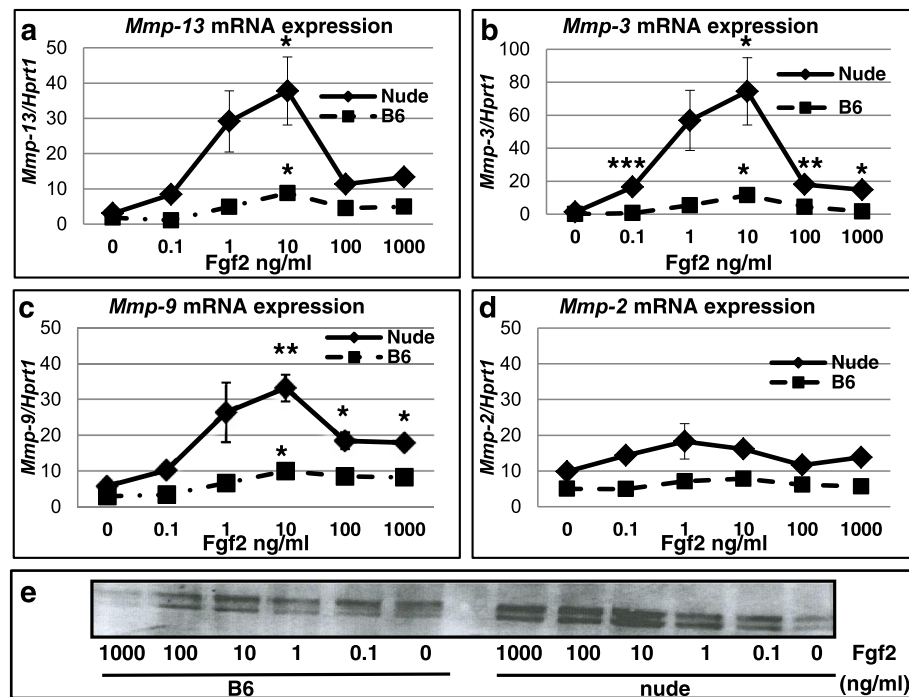 a Mmp-13 mRNA expression
Mmp-13/Hprt1
50
40
30
20
10
0
*
*
Nude
B6
0 0.1 1 10 100 1000
Fgf2 ng/ml
b Mmp-3 mRNA expression
Mmp-3/Hprt1
100
80
60
40
20
0
*
***
*
**
*
Nude
B6
0 0.1 1 10 100 1000
Fgf2 ng/ml
c Mmp-9 mRNA expression
Mmp-9/Hprt1
50
40
30
20
10
0
**
*
*
*
Nude
B6
0 0.1 1 10 100 1000
Fgf2 ng/ml
d Mmp-2 mRNA expression
Mmp-2/Hprt1
50
40
30
20
10
0
Nude
B6
0 0.1 1 10 100 1000
Fgf2 ng/ml
e
1000 100 10 1 0.1 0 1000 100 10 1 0.1 0 Fgf2
B6 nude (ng/ml)